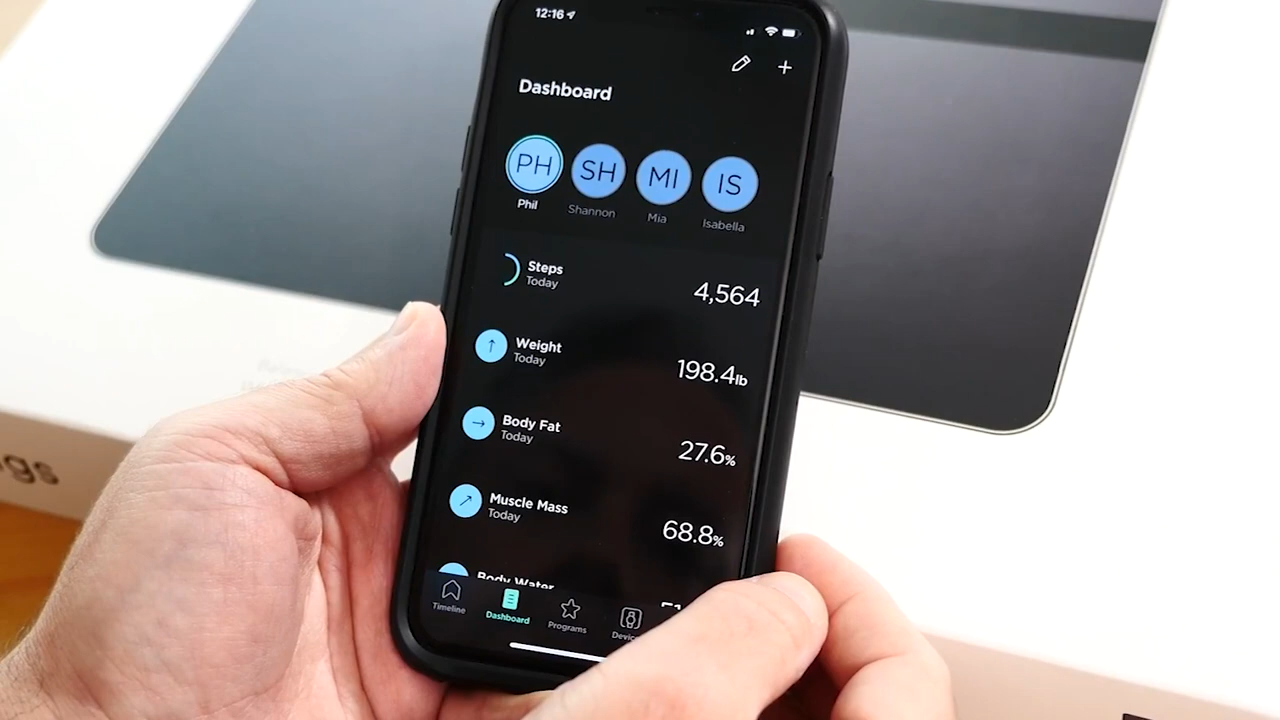 12:16
Dashboard
PH SH MI IS
Phil Shannon Mia Isabella
Steps
Today
4,564
Weight
Today
198.4lb
Body Fat
Today
27.6%
Muscle Mass
Today
68.8%
Body Water
Timeline Dashboard Programs
gs